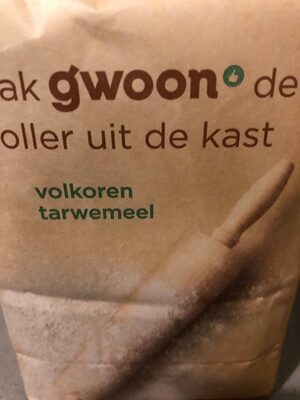 ak gwoon de
oller uit de kast
volkoren
tarwemeel